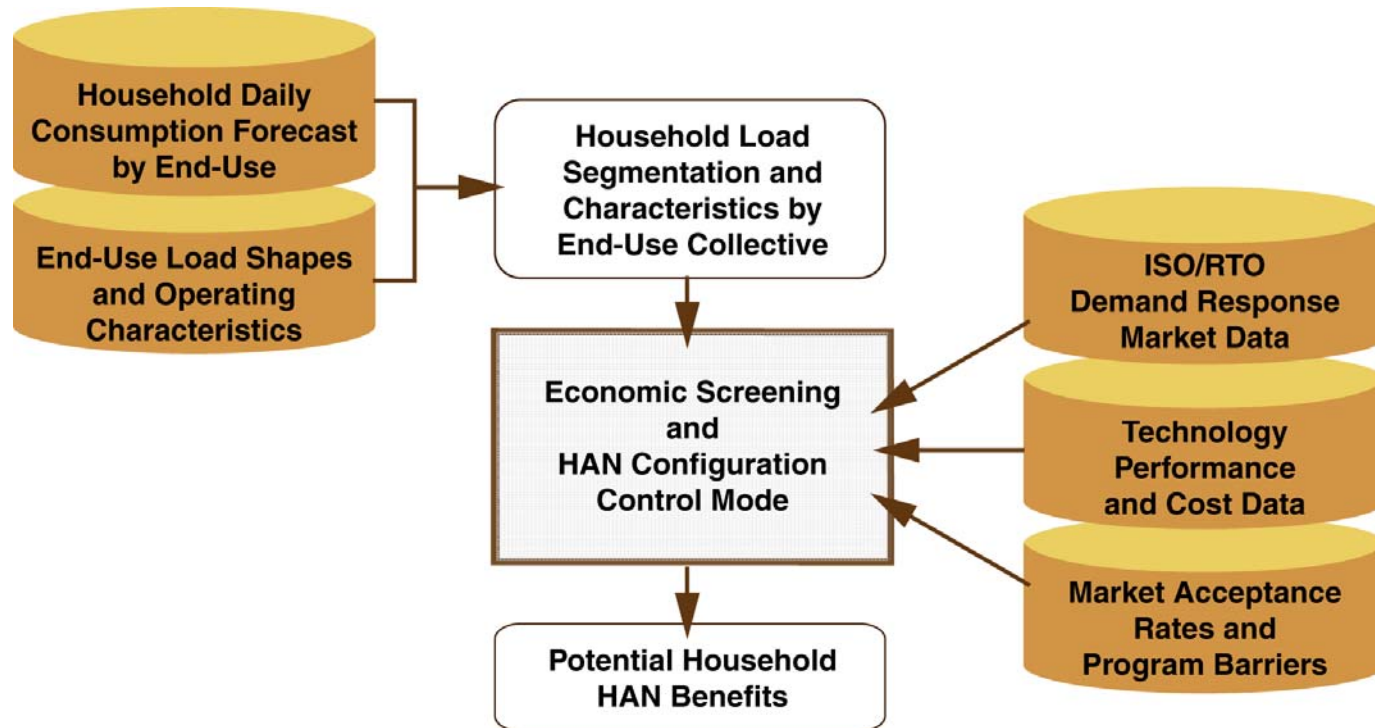 Household Daily
Consumption Forecast
by End-Use
End-Use Load Shapes
and Operating
Characteristics
Household Load
Segmentation and
Characteristics by
End-Use Collective
Economic Screening
and
HAN Configuration
Control Mode
Potential Household
HAN Benefits
ISO/RTO
Demand Response
Market Data
Technology
Performance
and Cost Data
Market Acceptance
Rates and
Program Barriers